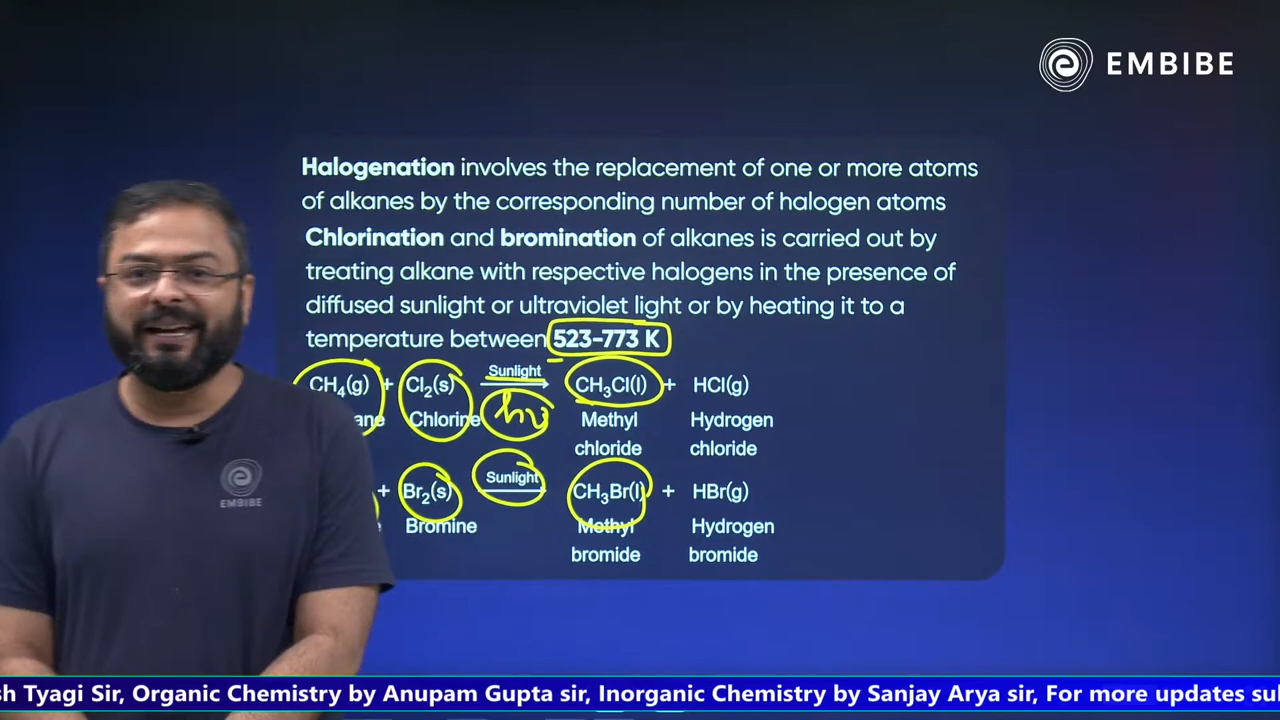 EMBIBE
Halogenation involves the replacement of one or more atoms
of alkanes by the corresponding number of halogen atoms
Chlorination and bromination of alkanes is carried out by
treating alkane with respective halogens in the presence of
diffused sunlight or ultraviolet light or by heating it to a
temperature between 523-773 K
CH₄(g) + Cl₂(s) Sunlight → CH₃Cl(l) + HCl(g)
hν
ane Chlorine Methyl Hydrogen
chloride chloride
+ Br₂(s) Sunlight → CH₃Br(l) + HBr(g)
e Bromine Methyl Hydrogen
bromide bromide
EMBIBE
sh Tyagi Sir, Organic Chemistry by Anupam Gupta sir, Inorganic Chemistry by Sanjay Arya sir, For more updates su